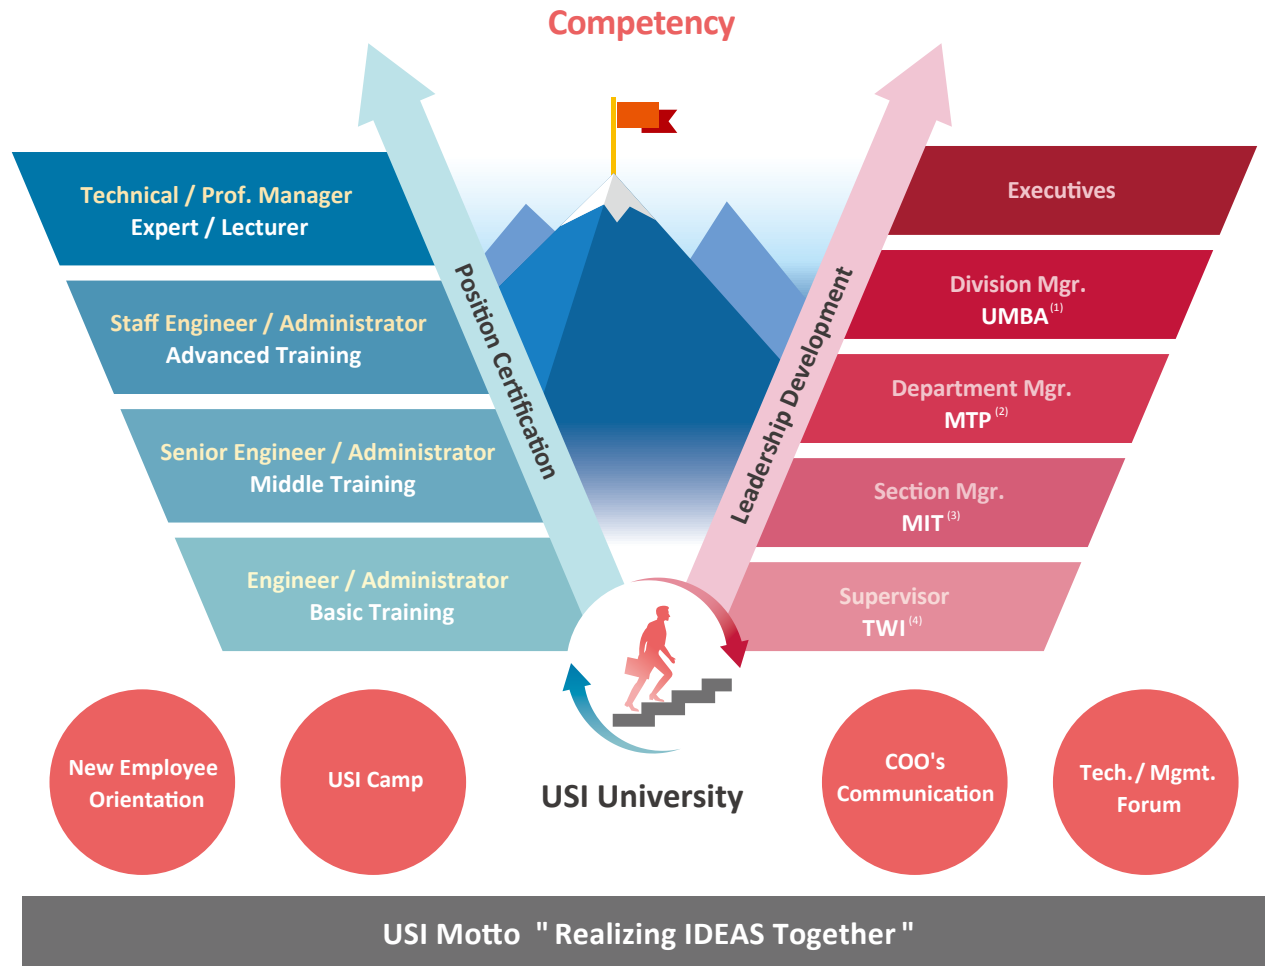 Competency
Technical / Prof. Manager
Expert / Lecturer
Staff Engineer / Administrator
Advanced Training
Senior Engineer / Administrator
Middle Training
Engineer / Administrator
Basic Training
Position Certification
Leadership Development
Executives
Division Mgr.
UMBA (1)
Department Mgr.
MTP (2)
Section Mgr.
MIT (3)
Supervisor
TWI (4)
New Employee
Orientation
USI Camp
USI University
COO's
Communication
Tech./ Mgmt.
Forum
USI Motto " Realizing IDEAS Together "